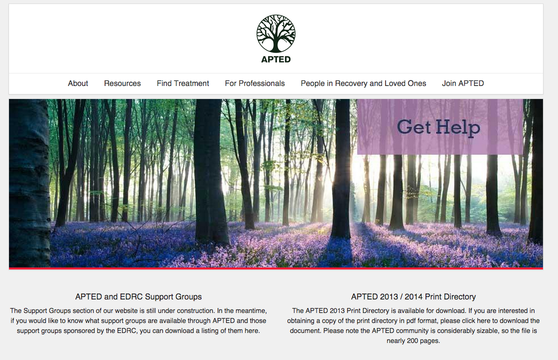 APTED
About Resources Find Treatment For Professionals People in Recovery and Loved Ones Join APTED
Get Help
APTED and EDRC Support Groups
The Support Groups section of our website is still under construction. In the meantime,
if you would like to know what support groups are available through APTED and those
support groups sponsored by the EDRC, you can download a listing of them here.
APTED 2013 / 2014 Print Directory
The APTED 2013 Print Directory is available for download. If you are interested in
obtaining a copy of the print directory in pdf format, please click here to download the
document. Please note the APTED community is considerably sizable, so the file is
nearly 200 pages.